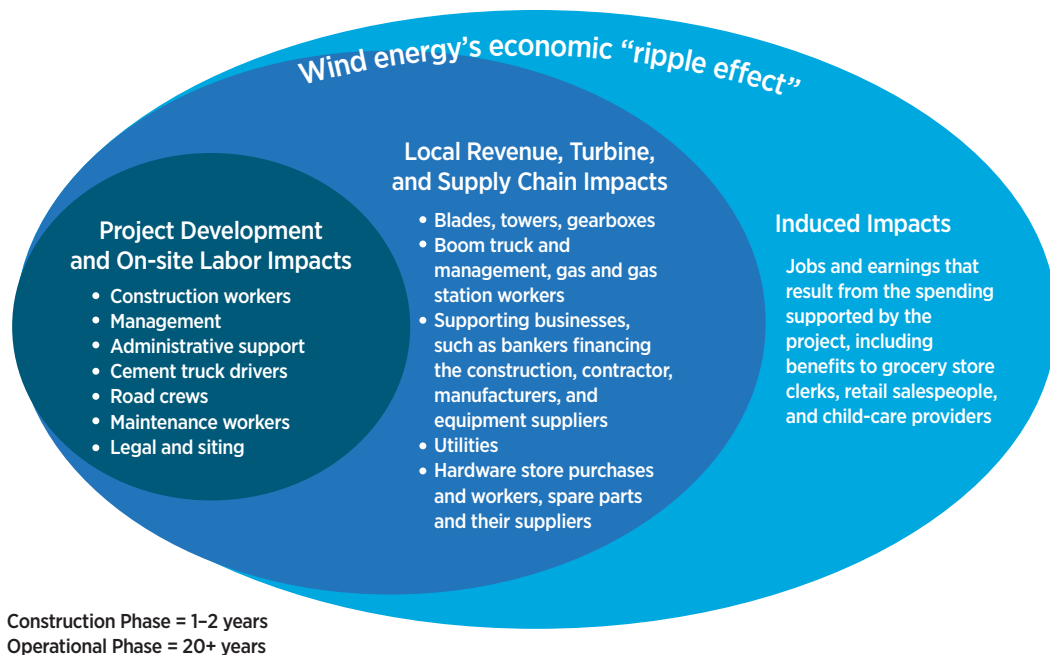 Wind energy’s economic “ripple effect”
Project Development
and On-site Labor Impacts
• Construction workers
• Management
• Administrative support
• Cement truck drivers
• Road crews
• Maintenance workers
• Legal and siting
Local Revenue, Turbine,
and Supply Chain Impacts
• Blades, towers, gearboxes
• Boom truck and
management, gas and gas
station workers
• Supporting businesses,
such as bankers financing
the construction, contractor,
manufacturers, and
equipment suppliers
• Utilities
• Hardware store purchases
and workers, spare parts
and their suppliers
Induced Impacts
Jobs and earnings that
result from the spending
supported by the
project, including
benefits to grocery store
clerks, retail salespeople,
and child-care providers
Construction Phase = 1–2 years
Operational Phase = 20+ years